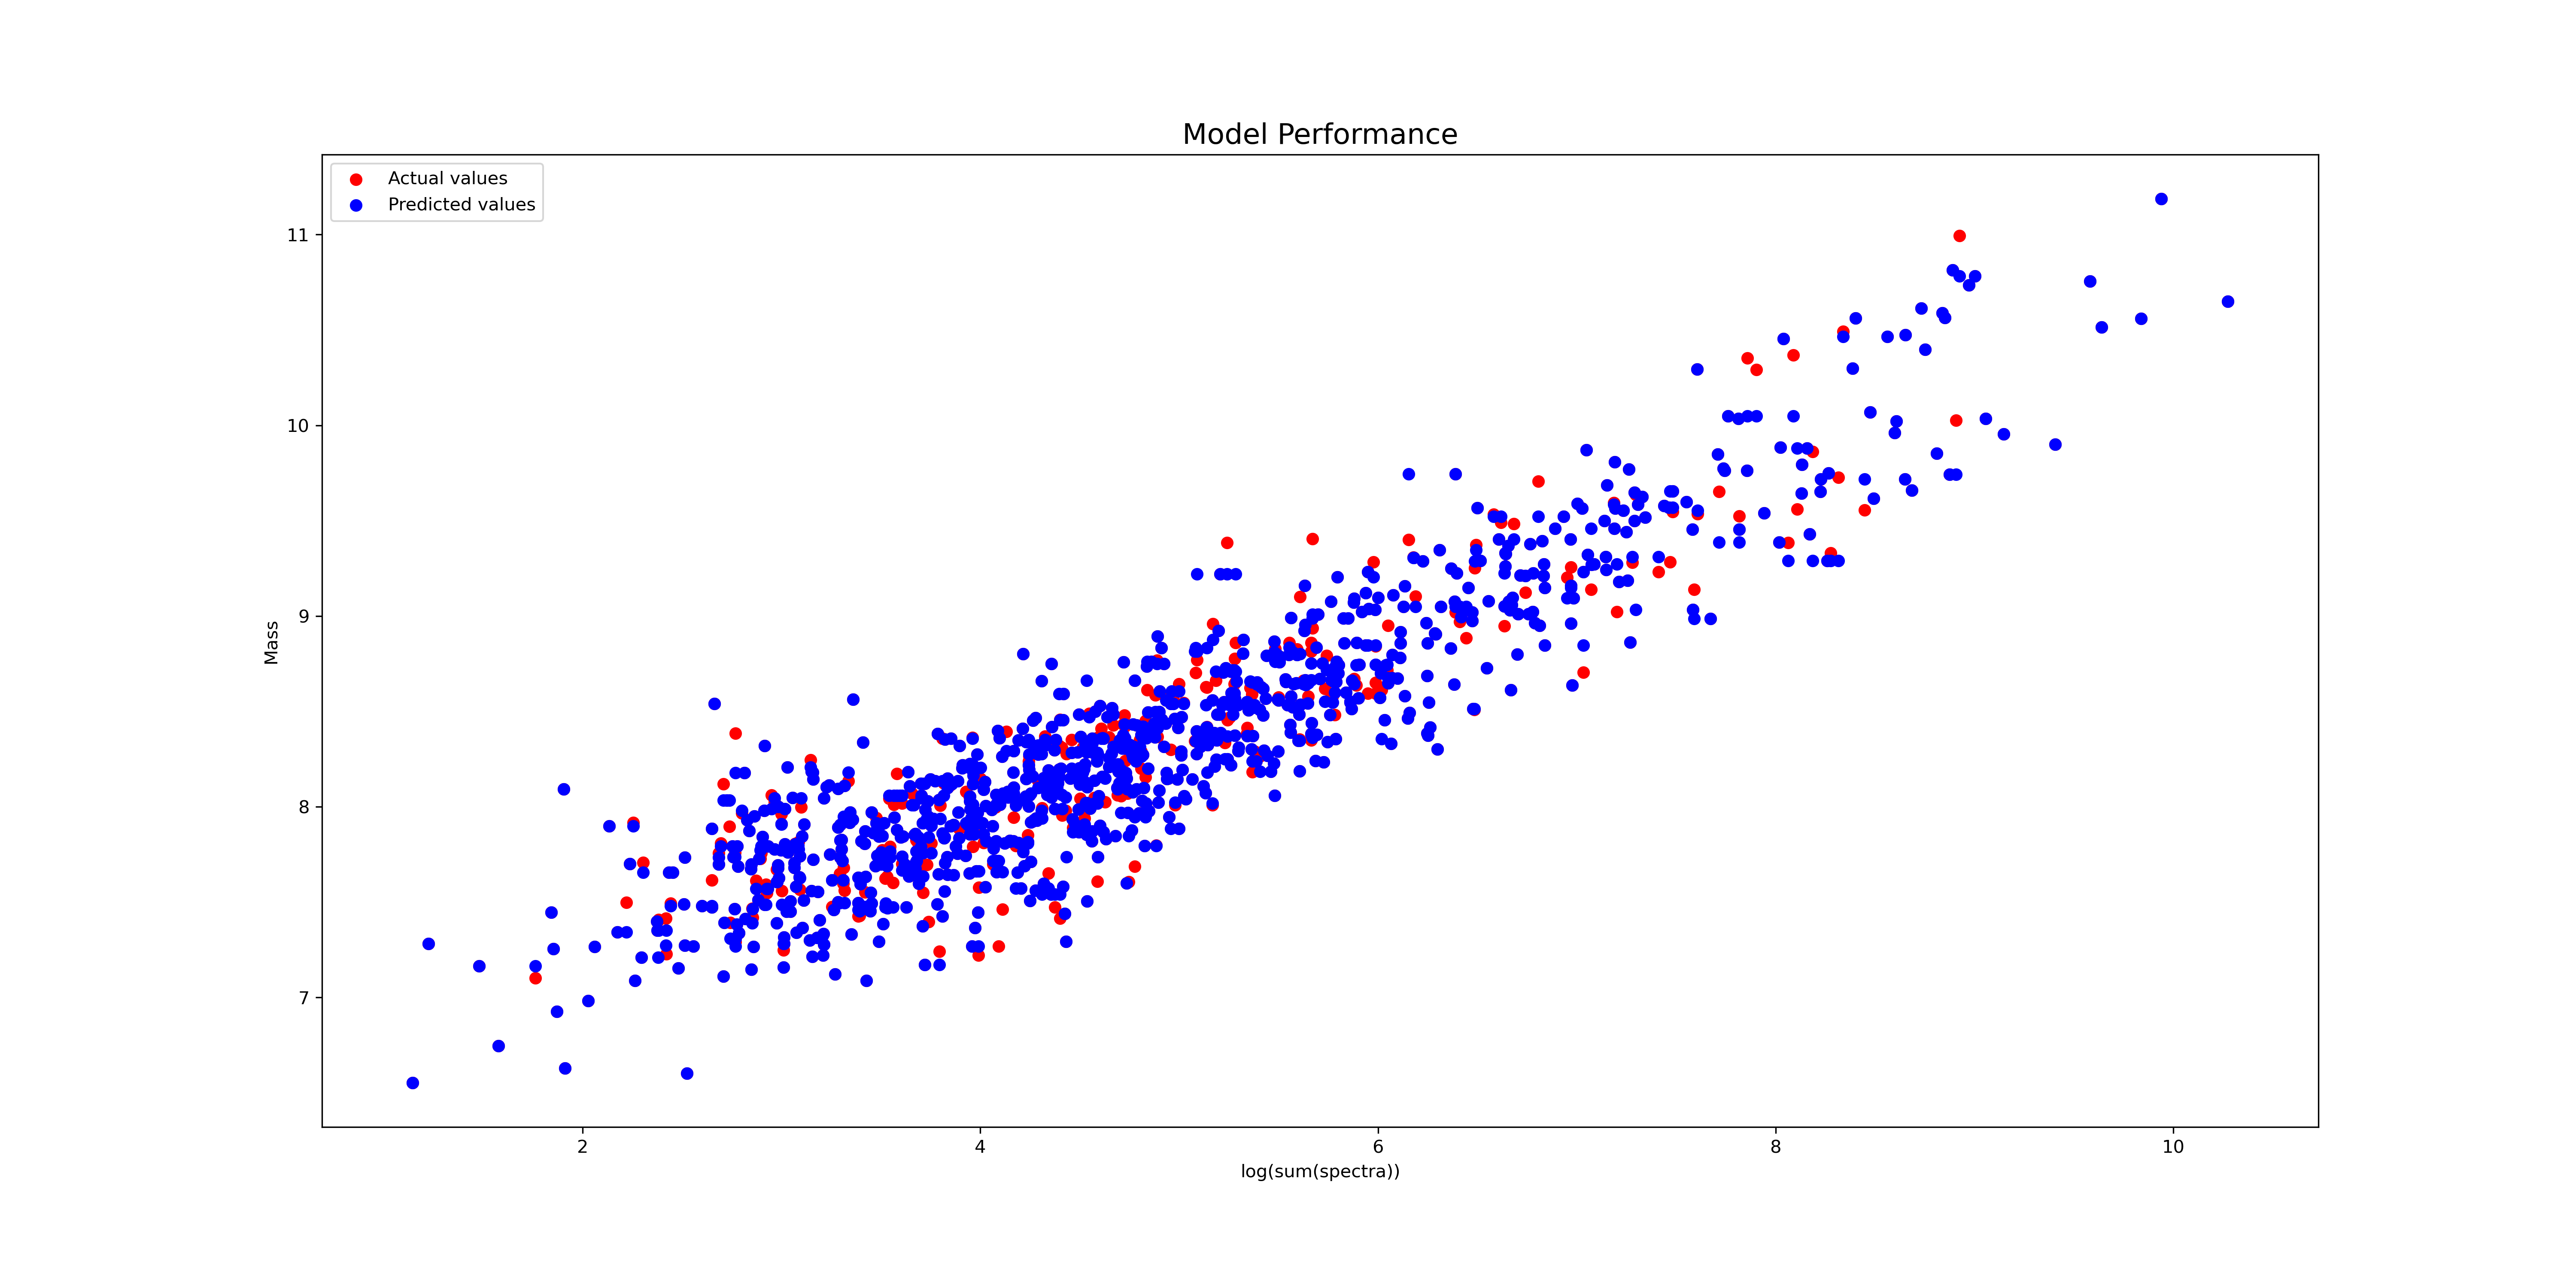 Model Performance
Actual values
Predicted values
11
10
9
8
7
Mass
2 4 6 8 10
log(sum(spectra))